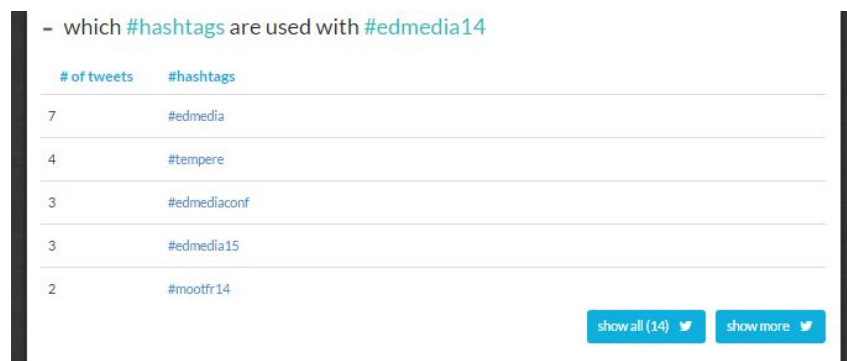 – which #hashtags are used with #edmedia14
# of tweets #hashtags
7 #edmedia
4 #tempere
3 #edmediaconf
3 #edmedia15
2 #mootfr14
show all (14) show more